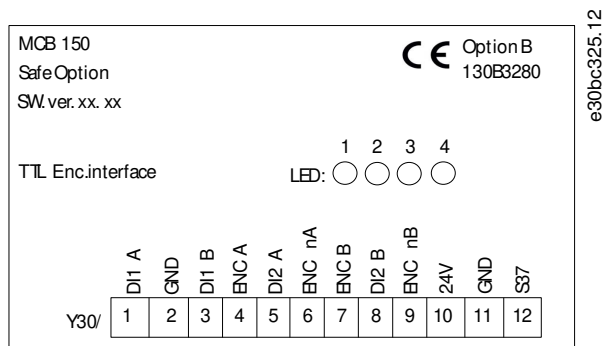 MCB 150
Safe Option
SW. ver. xx. xx
CE Option B
130B3280
e30bc325.12
TTL Enc.interface
LED: 1 2 3 4
DI1 A
GND
DI1 B
ENC A
DI2 A
ENC nA
ENC B
DI2 B
ENC nB
24V
GND
S37
Y30/ 1 2 3 4 5 6 7 8 9 10 11 12